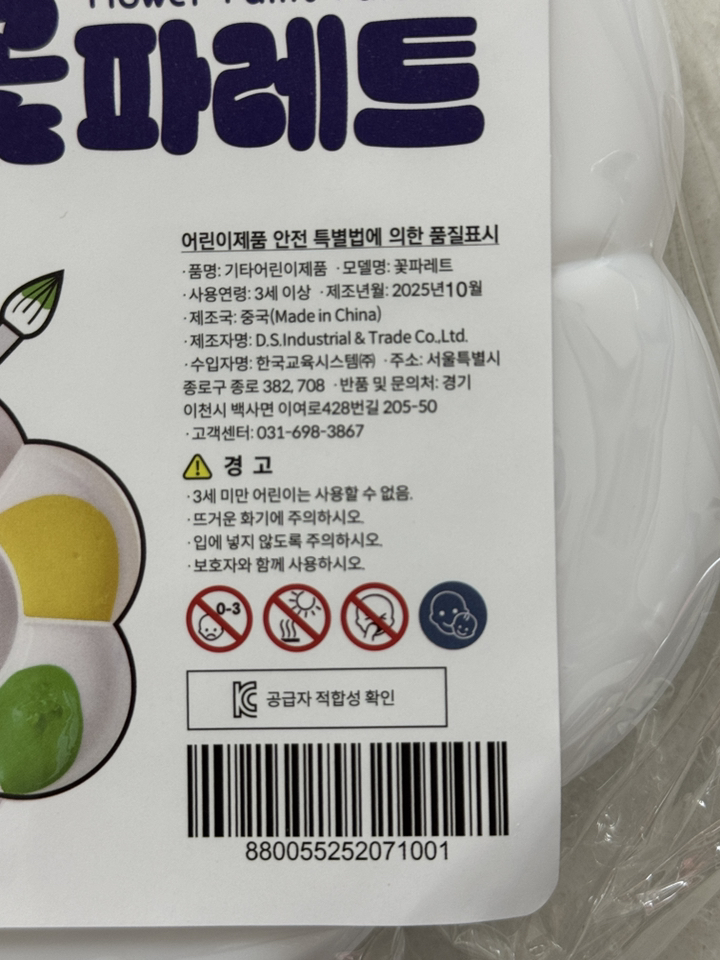 Flower Paint
꽃파레트
어린이제품 안전 특별법에 의한 품질표시
·품명: 기타어린이제품 ·모델명: 꽃파레트
·사용연령: 3세 이상 ·제조년월: 2025년10월
·제조국: 중국(Made in China)
·제조자명: D.S.Industrial & Trade Co.,Ltd.
·수입자명: 한국교육시스템㈜ ·주소: 서울특별시
종로구 종로 382, 708 ·반품 및 문의처: 경기
이천시 백사면 이여로428번길 205-50
·고객센터: 031-698-3867
경 고
·3세 미만 어린이는 사용할 수 없음.
·뜨거운 화기에 주의하시오.
·입에 넣지 않도록 주의하시오.
·보호자와 함께 사용하시오.
0-3
KC 공급자 적합성 확인
880055252071001